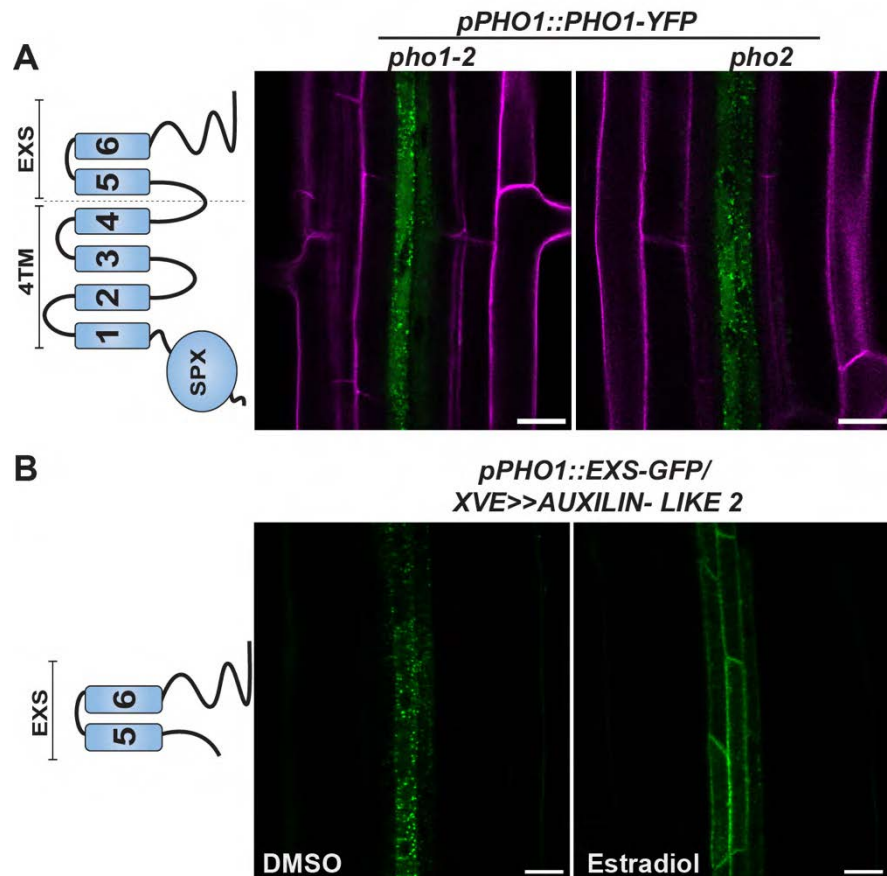 pPHO1::PHO1-YFP
A
pho1-2
pho2
EXS
4TM
6
5
4
3
2
1
SPX
B
pPHO1::EXS-GFP/
XVE>>AUXILIN- LIKE 2
EXS
6
5
DMSO
Estradiol